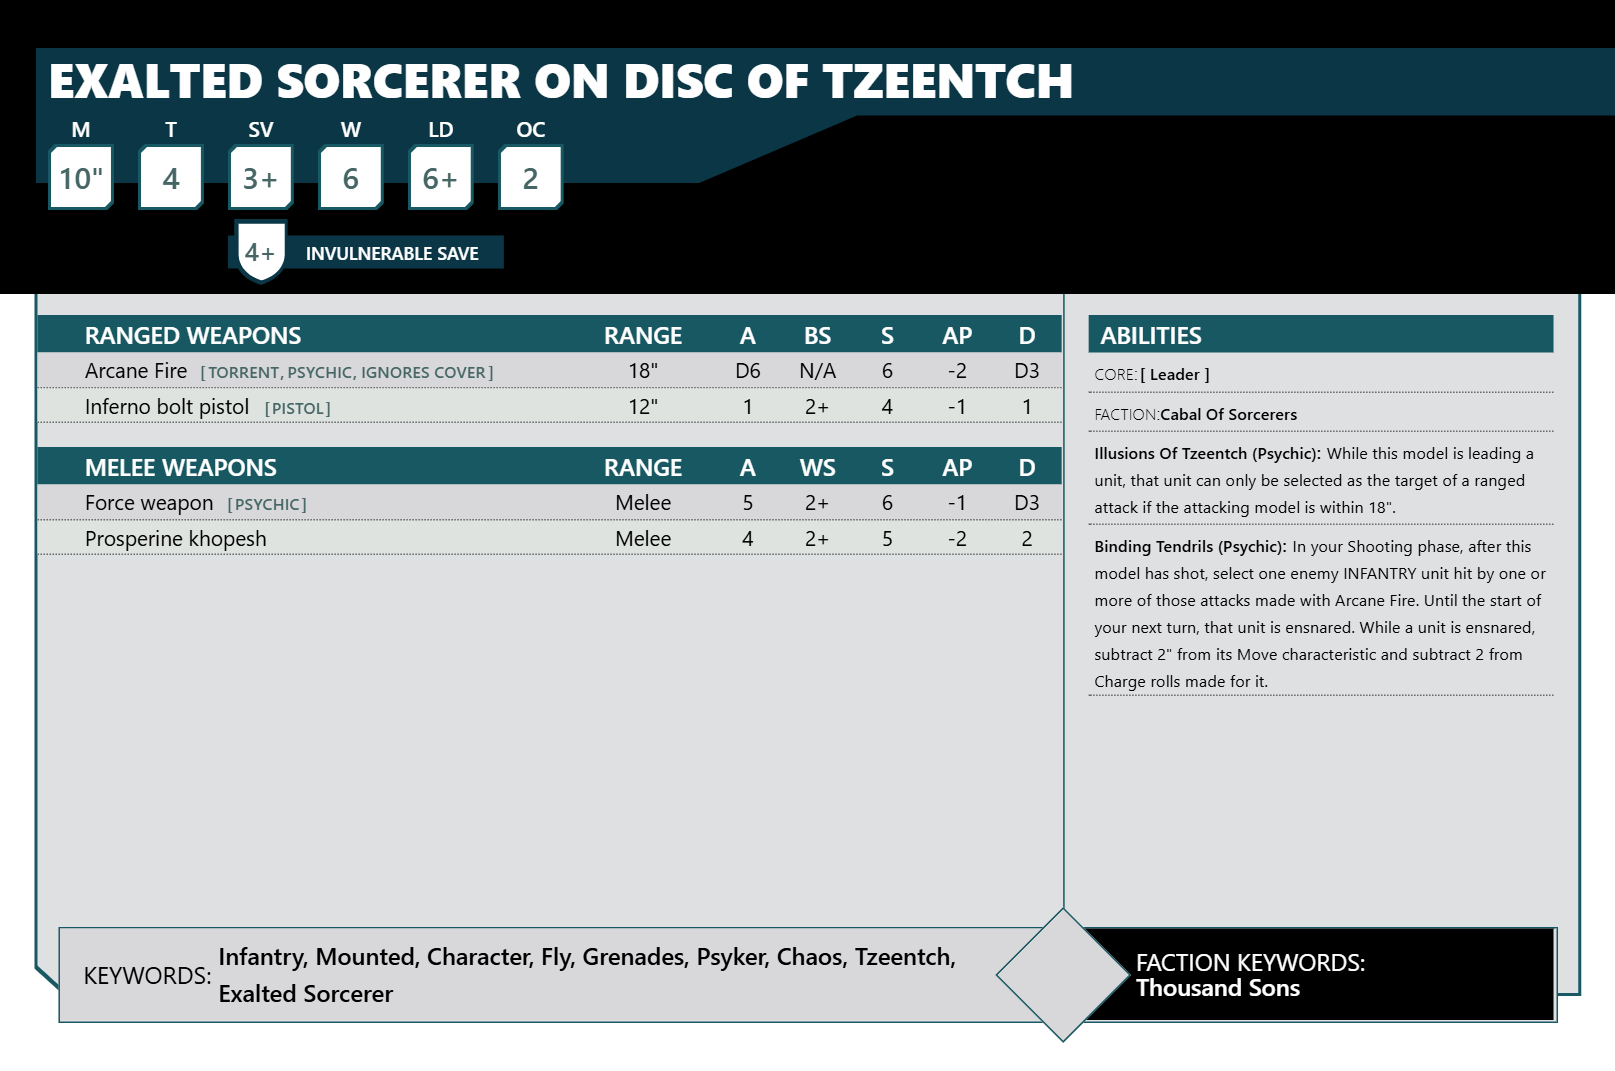 EXALTED SORCERER ON DISC OF TZEENTCH
M T SV W LD OC
10" 4 3+ 6 6+ 2
4+ INVULNERABLE SAVE
RANGED WEAPONS RANGE A BS S AP D
Arcane Fire [TORRENT, PSYCHIC, IGNORES COVER] 18" D6 N/A 6 -2 D3
Inferno bolt pistol [PISTOL] 12" 1 2+ 4 -1 1
MELEE WEAPONS RANGE A WS S AP D
Force weapon [PSYCHIC] Melee 5 2+ 6 -1 D3
Prosperine khopesh Melee 4 2+ 5 -2 2
ABILITIES
CORE: [ Leader ]
FACTION:Cabal Of Sorcerers
Illusions Of Tzeentch (Psychic): While this model is leading a
unit, that unit can only be selected as the target of a ranged
attack if the attacking model is within 18".
Binding Tendrils (Psychic): In your Shooting phase, after this
model has shot, select one enemy INFANTRY unit hit by one or
more of those attacks made with Arcane Fire. Until the start of
your next turn, that unit is ensnared. While a unit is ensnared,
subtract 2" from its Move characteristic and subtract 2 from
Charge rolls made for it.
KEYWORDS: Infantry, Mounted, Character, Fly, Grenades, Psyker, Chaos, Tzeentch,
Exalted Sorcerer
FACTION KEYWORDS:
Thousand Sons